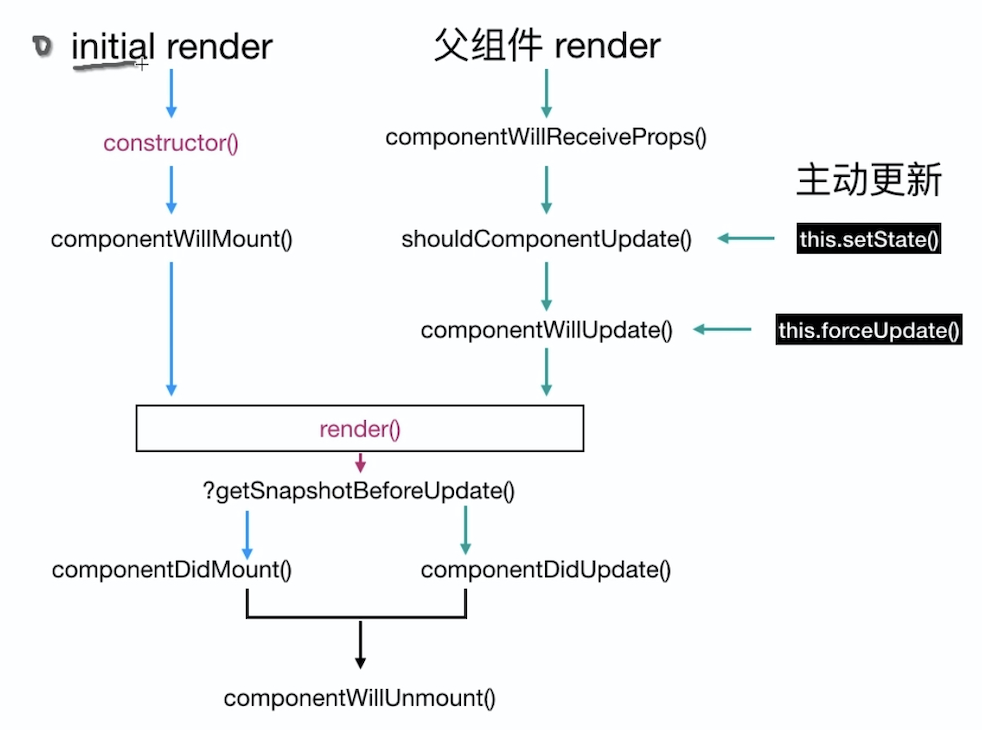 initial render
父组件 render
constructor()
componentWillReceiveProps()
主动更新
componentWillMount()
shouldComponentUpdate()
this.setState()
componentWillUpdate()
this.forceUpdate()
render()
?getSnapshotBeforeUpdate()
componentDidMount()
componentDidUpdate()
componentWillUnmount()